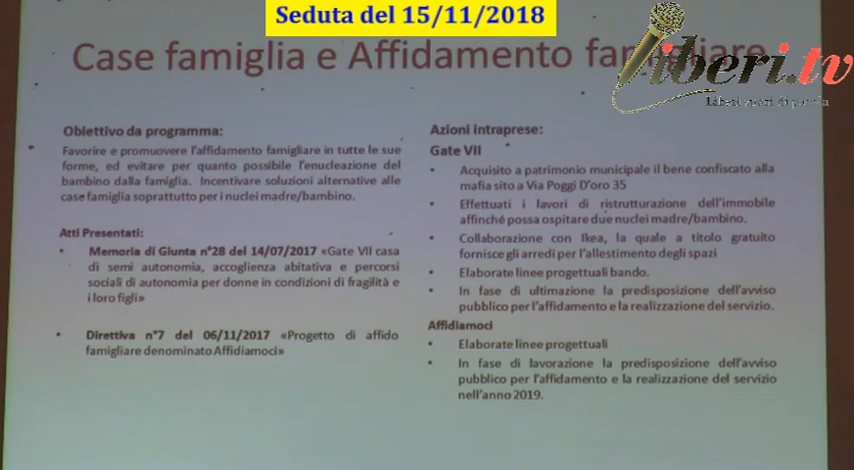 Seduta del 15/11/2018
Case famiglia e Affidamento famigliare
liberi.tv
Liberi spazi di parola
Obiettivo da programma:
Favorire e promuovere l'affidamento famigliare in tutte le sue
forme, ed evitare per quanto possibile l'enucleazione del
bambino dalla famiglia. Incentivare soluzioni alternative alle
case famiglia soprattutto per i nuclei madre/bambino.
Atti Presentati:
• Memoria di Giunta n°28 del 14/07/2017 «Gate VII casa
di semi autonomia, accoglienza abitativa e percorsi
sociali di autonomia per donne in condizioni di fragilità e
i loro figli»
• Direttiva n°7 del 06/11/2017 «Progetto di affido
famigliare denominato Affidiamoci»
Azioni intraprese:
Gate VII
• Acquisito a patrimonio municipale il bene confiscato alla
mafia sito a Via Poggi D'oro 35
• Effettuati i lavori di ristrutturazione dell'immobile
affinché possa ospitare due nuclei madre/bambino.
• Collaborazione con Ikea, la quale a titolo gratuito
fornisce gli arredi per l'allestimento degli spazi
• Elaborate linee progettuali bando.
• In fase di ultimazione la predisposizione dell'avviso
pubblico per l'affidamento e la realizzazione del servizio.
Affidiamoci
• Elaborate linee progettuali
• In fase di lavorazione la predisposizione dell'avviso
pubblico per l'affidamento e la realizzazione del servizio
nell'anno 2019.